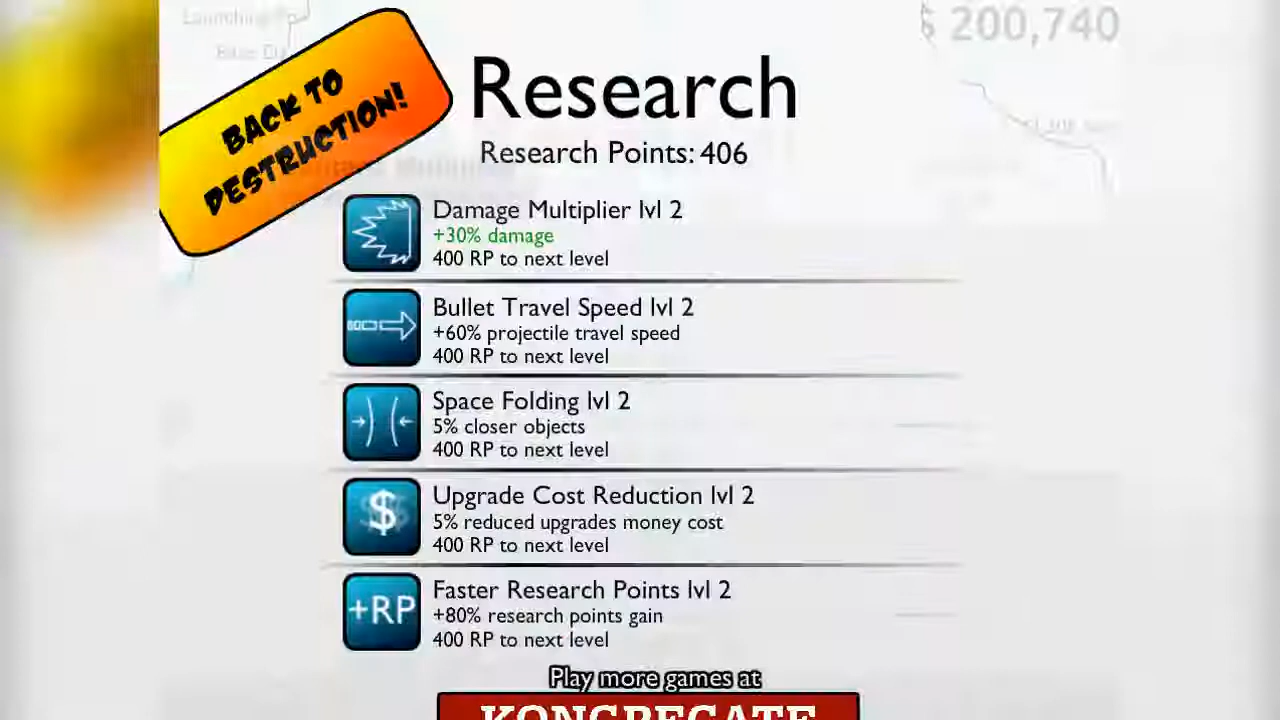 $ 200,740
BACK TO
DESTRUCTION!
Research
Research Points: 406
Damage Multiplier lvl 2
+30% damage
400 RP to next level
Bullet Travel Speed lvl 2
+60% projectile travel speed
400 RP to next level
Space Folding lvl 2
5% closer objects
400 RP to next level
$
Upgrade Cost Reduction lvl 2
5% reduced upgrades money cost
400 RP to next level
+RP
Faster Research Points lvl 2
+80% research points gain
400 RP to next level
Play more games at
KONGREGATE